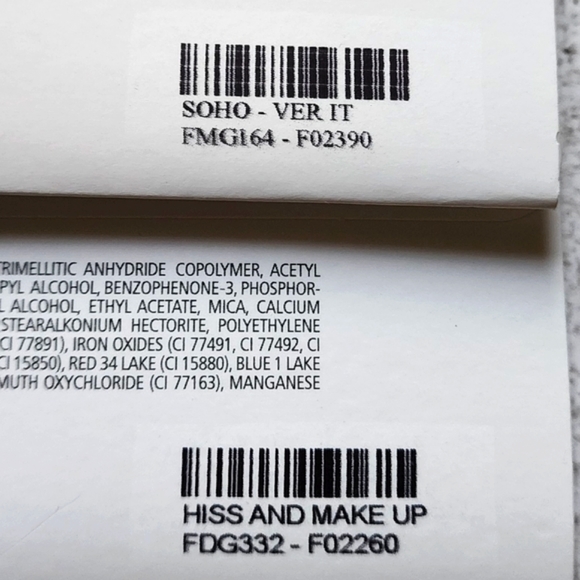 SOHO - VER IT
FMG164 - F02390
TRIMELLITIC ANHYDRIDE COPOLYMER, ACETYL
PYL ALCOHOL, BENZOPHENONE-3, PHOSPHOR-
L ALCOHOL, ETHYL ACETATE, MICA, CALCIUM
STEARALKONIUM HECTORITE, POLYETHYLENE
CI 77891), IRON OXIDES (CI 77491, CI 77492, CI
CI 15850), RED 34 LAKE (CI 15880), BLUE 1 LAKE
MUTH OXYCHLORIDE (CI 77163), MANGANESE
HISS AND MAKE UP
FDG332 - F02260